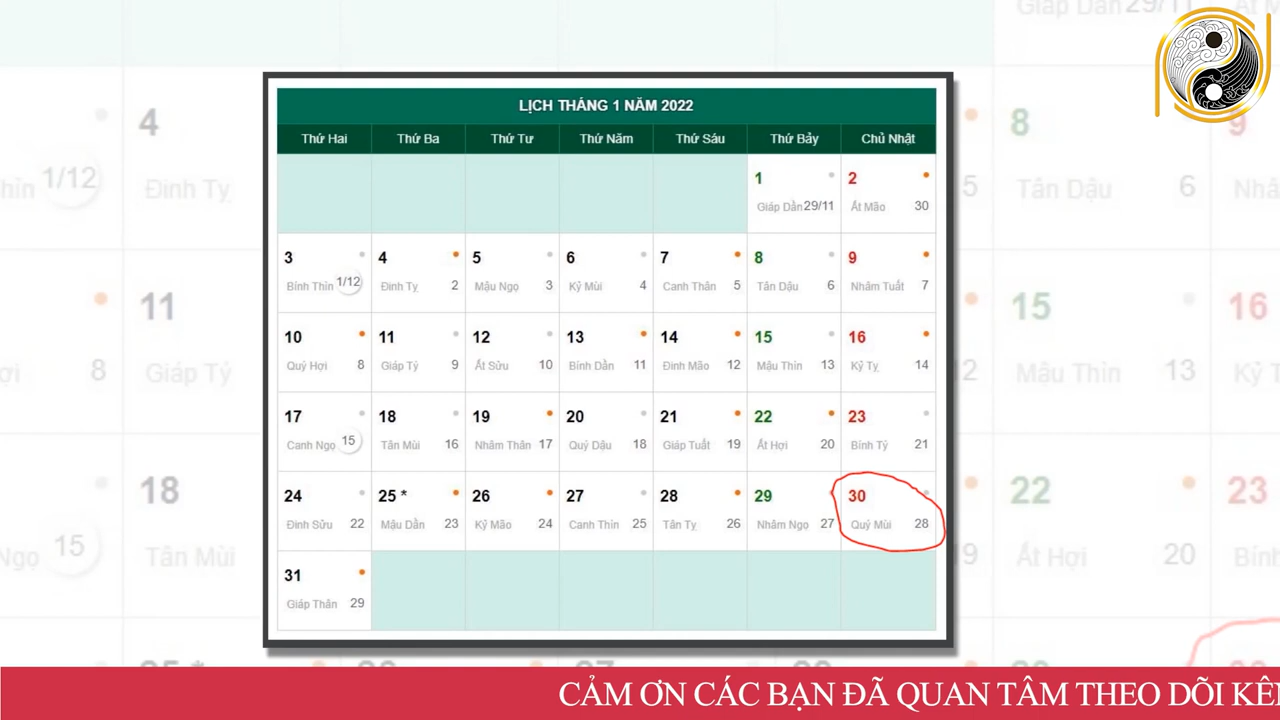 LỊCH THÁNG 1 NĂM 2022
Thứ Hai Thứ Ba Thứ Tư Thứ Năm Thứ Sáu Thứ Bảy Chủ Nhật
1 2
Giáp Dần 29/11 Ất Mão 30
3 4 5 6 7 8 9
Bính Thìn 1/12 Đinh Tỵ 2 Mậu Ngọ 3 Kỷ Mùi 4 Canh Thân 5 Tân Dậu 6 Nhâm Tuất 7
10 11 12 13 14 15 16
Quý Hợi 8 Giáp Tý 9 Ất Sửu 10 Bính Dần 11 Đinh Mão 12 Mậu Thìn 13 Kỷ Tỵ 14
17 18 19 20 21 22 23
Canh Ngọ 15 Tân Mùi 16 Nhâm Thân 17 Quý Dậu 18 Giáp Tuất 19 Ất Hợi 20 Bính Tý 21
24 25 * 26 27 28 29 30
Đinh Sửu 22 Mậu Dần 23 Kỷ Mão 24 Canh Thìn 25 Tân Tỵ 26 Nhâm Ngọ 27 Quý Mùi 28
31
Giáp Thân 29
CẢM ƠN CÁC BẠN ĐÃ QUAN TÂM THEO DÕI